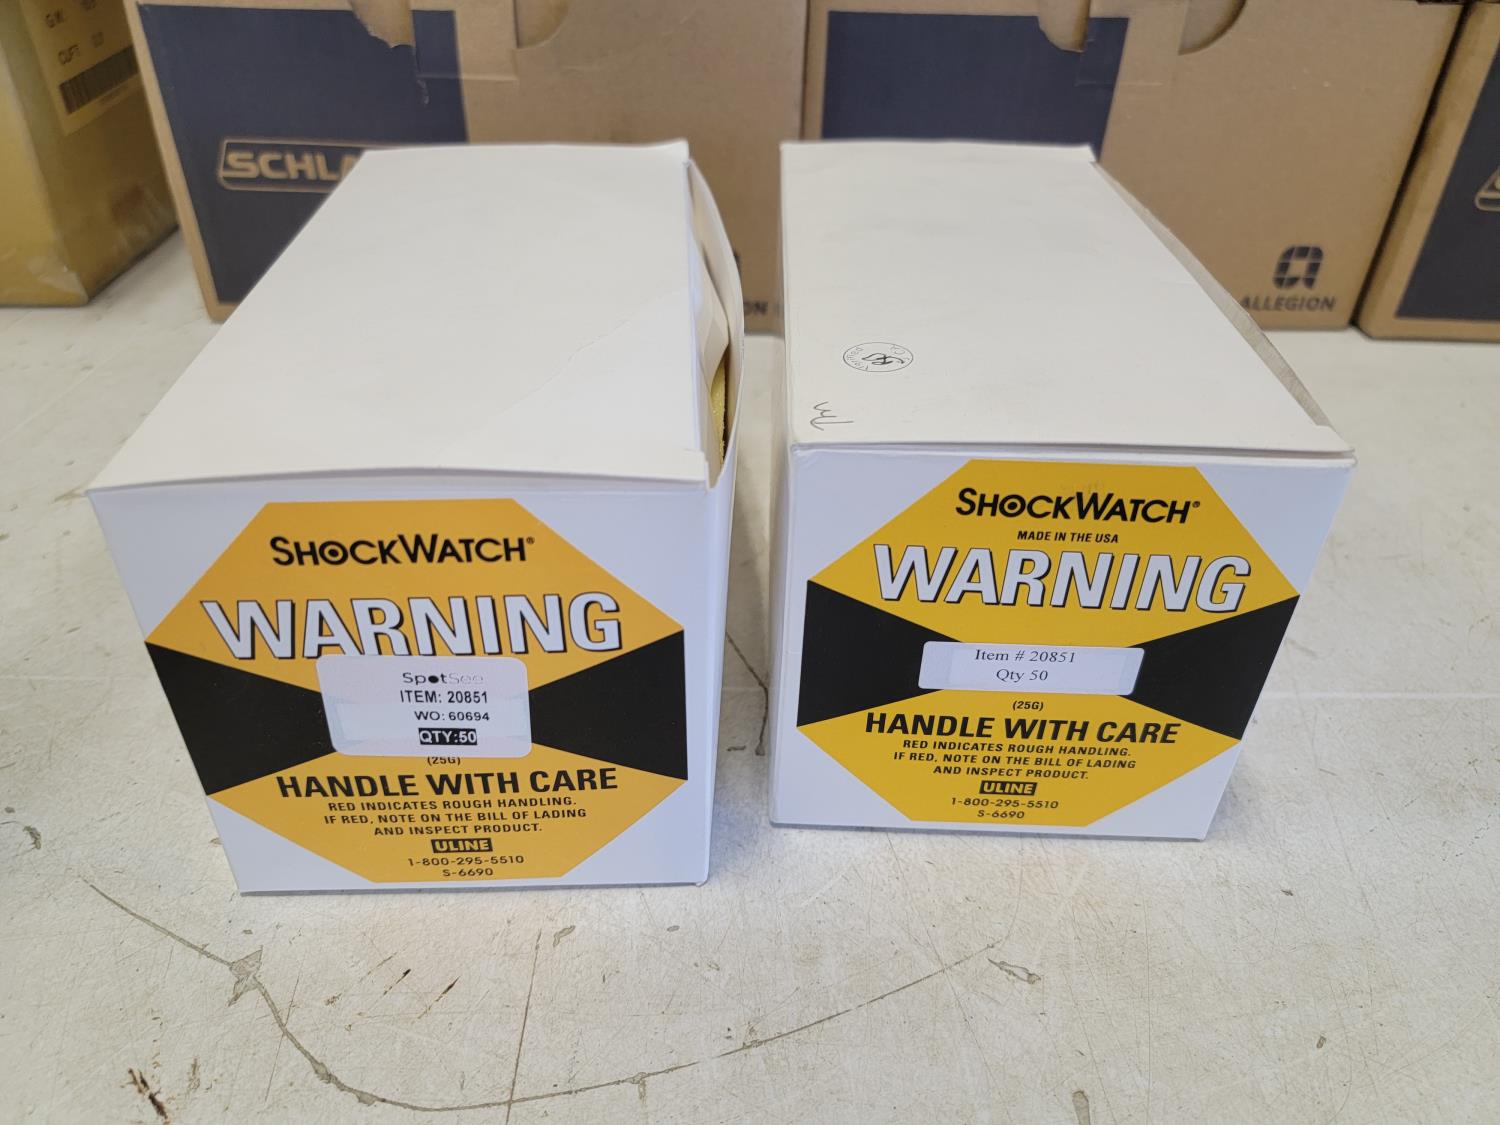 G.W.
CUFT
SCHLA
ON
ALLEGION
SHOCKWATCH®
WARNING
SpotSee
ITEM: 20851
WO: 60694
QTY:50
(25G)
HANDLE WITH CARE
RED INDICATES ROUGH HANDLING.
IF RED, NOTE ON THE BILL OF LADING
AND INSPECT PRODUCT.
ULINE
1-800-295-5510
S-6690
SHOCKWATCH®
MADE IN THE USA
WARNING
Item # 20851
Qty 50
(25G)
HANDLE WITH CARE
RED INDICATES ROUGH HANDLING.
IF RED, NOTE ON THE BILL OF LADING
AND INSPECT PRODUCT.
ULINE
1-800-295-5510
S-6690